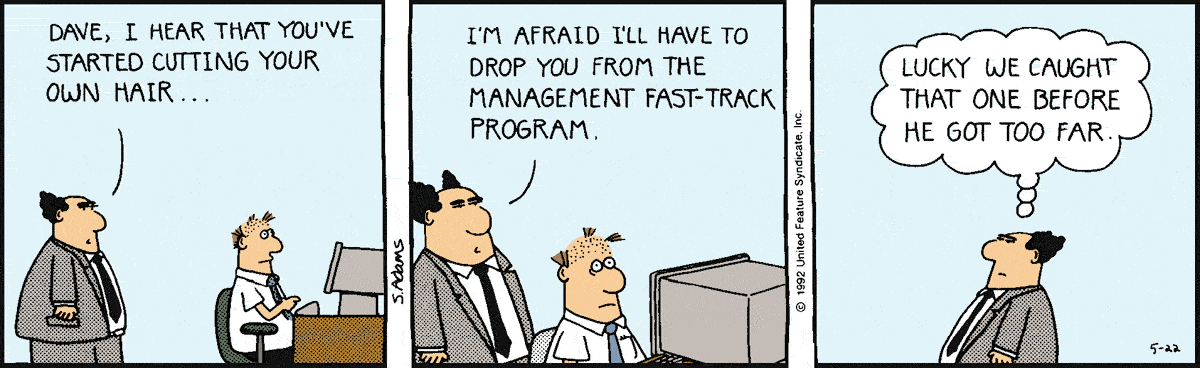 DAVE, I HEAR THAT YOU'VE
STARTED CUTTING YOUR
OWN HAIR...
S. Adams
I'M AFRAID I'LL HAVE TO
DROP YOU FROM THE
MANAGEMENT FAST-TRACK
PROGRAM.
© 1992 United Feature Syndicate, Inc.
LUCKY WE CAUGHT
THAT ONE BEFORE
HE GOT TOO FAR.
5-22